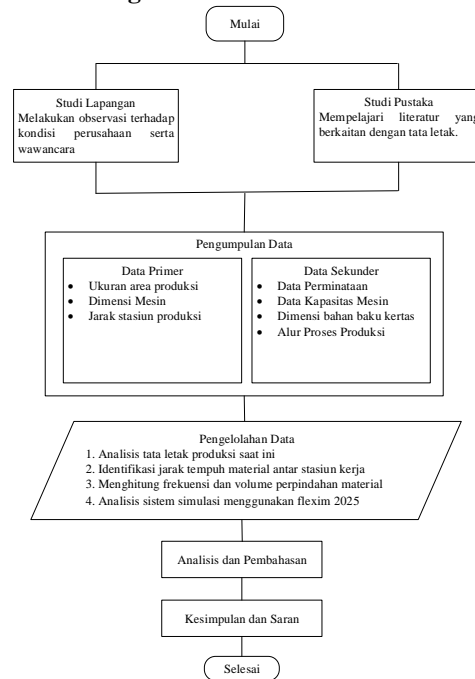 Mulai
Studi Lapangan
Melakukan observasi terhadap
kondisi perusahaan serta
wawancara
Studi Pustaka
Mempelajari literatur yang
berkaitan dengan tata letak.
Pengumpulan Data
Data Primer
• Ukuran area produksi
• Dimensi Mesin
• Jarak stasiun produksi
Data Sekunder
• Data Perminataan
• Data Kapasitas Mesin
• Dimensi bahan baku kertas
• Alur Proses Produksi
Pengelolahan Data
1. Analisis tata letak produksi saat ini
2. Identifikasi jarak tempuh material antar stasiun kerja
3. Menghitung frekuensi dan volume perpindahan material
4. Analisis sistem simulasi menggunakan flexim 2025
Analisis dan Pembahasan
Kesimpulan dan Saran
Selesai